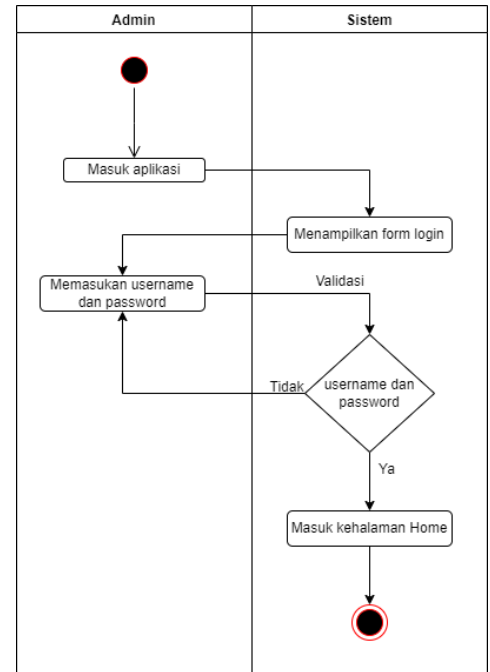 Admin
Sistem
Masuk aplikasi
Menampilkan form login
Memasukan username
dan password
Validasi
Tidak
username dan
password
Ya
Masuk kehalaman Home